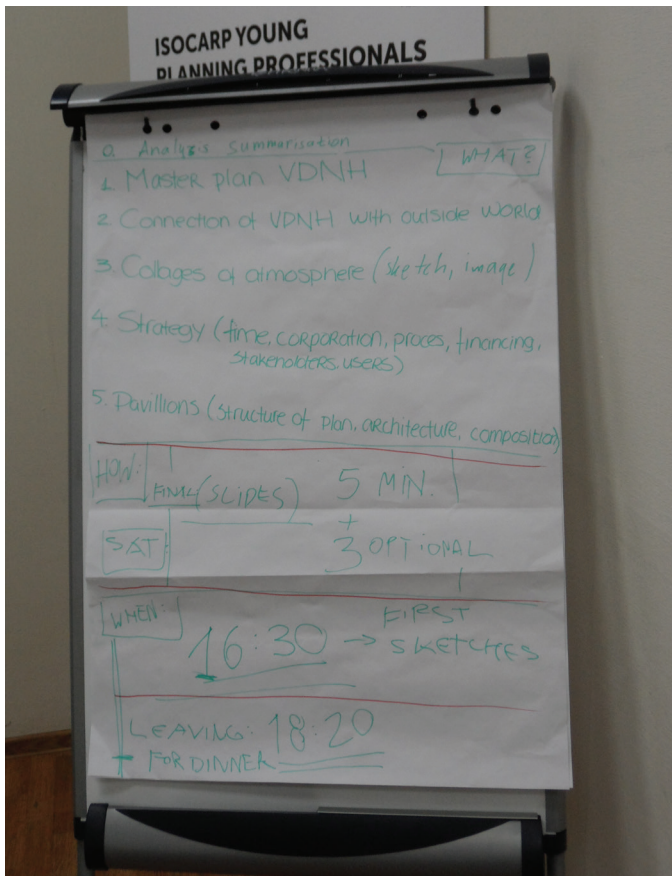 ISOCARP YOUNG
PLANNING PROFESSIONALS
0. Analysis summarisation
WHAT?
1. Master plan VDNH
2. Connection of VDNH with outside world
3. Collages of atmosphere (sketch, image)
4. Strategy (time, corporation, proces, financing,
stakeholders, users)
5. Pavillions (structure of plan, architecture, composition)
HOW:
FINAL (SLIDES) 5 MIN.
+
SAT: 3 OPTIONAL
WHEN:
16:30 → FIRST
SKETCHES
LEAVING: 18:20
FOR DINNER